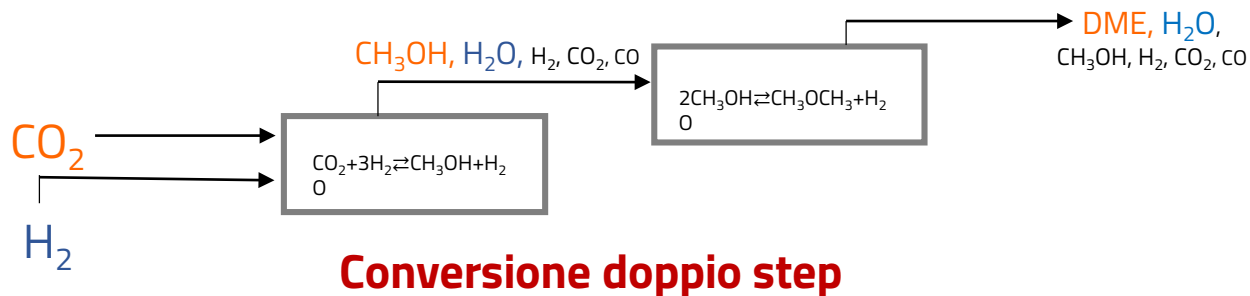 CO₂
H₂
CO₂+3H₂⇄CH₃OH+H₂
O
CH₃OH, H₂O, H₂, CO₂, CO
2CH₃OH⇄CH₃OCH₃+H₂
O
DME, H₂O,
CH₃OH, H₂, CO₂, CO
Conversione doppio step